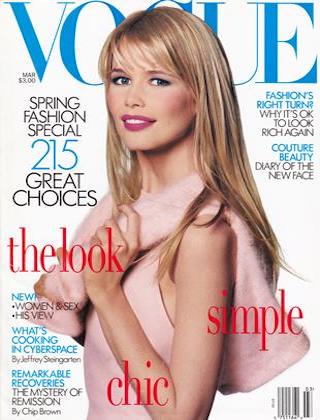 VOGUE
MAR
$3.00
SPRING
FASHION
SPECIAL
215
GREAT
CHOICES
FASHION'S
RIGHT TURN?
WHY IT'S OK
TO LOOK
RICH AGAIN
COUTURE
BEAUTY
DIARY OF THE
NEW FACE
the look
simple
chic
NEW!
•WOMEN & SEX
•HIS VIEW
WHAT'S
COOKING
IN CYBERSPACE
By Jeffrey Steingarten
REMARKABLE
RECOVERIES
THE MYSTERY OF
REMISSION
By Chip Brown